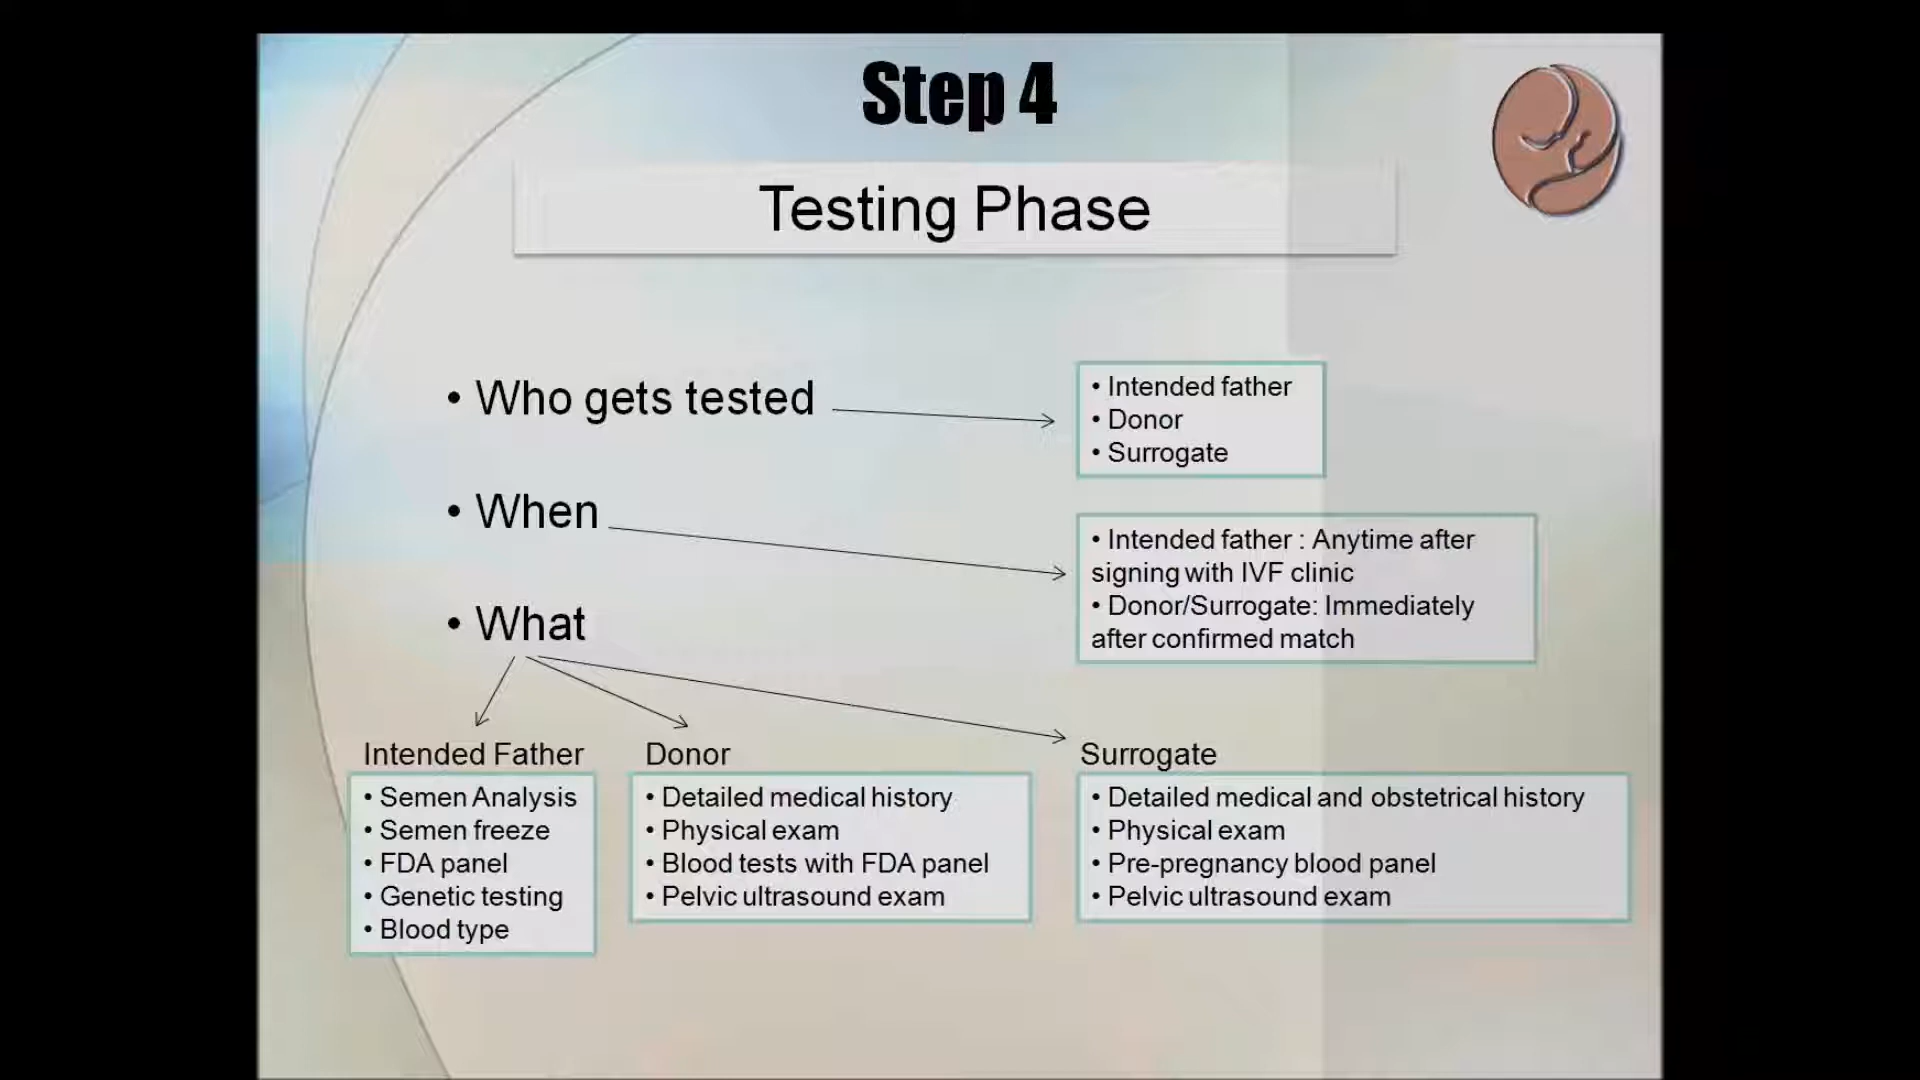 Step 4
Testing Phase
• Who gets tested
• Intended father
• Donor
• Surrogate
• When
• Intended father : Anytime after
signing with IVF clinic
• Donor/Surrogate: Immediately
after confirmed match
• What
Intended Father
• Semen Analysis
• Semen freeze
• FDA panel
• Genetic testing
• Blood type
Donor
• Detailed medical history
• Physical exam
• Blood tests with FDA panel
• Pelvic ultrasound exam
Surrogate
• Detailed medical and obstetrical history
• Physical exam
• Pre-pregnancy blood panel
• Pelvic ultrasound exam